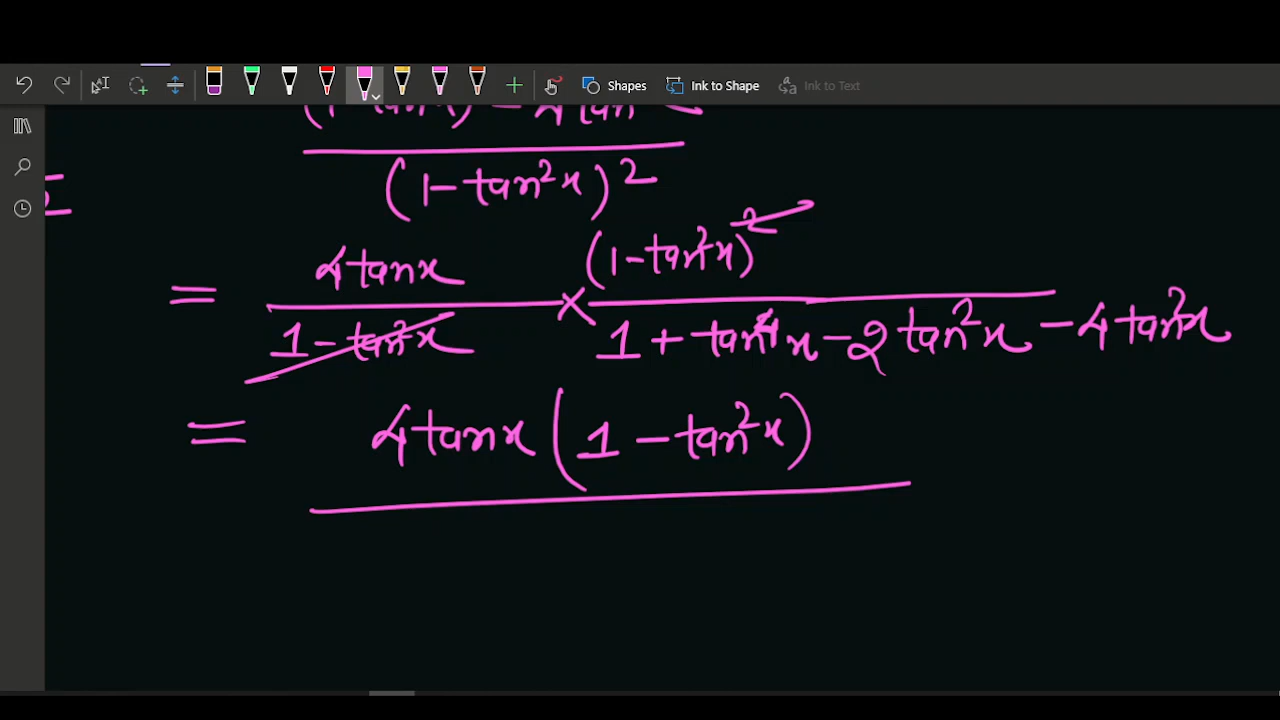 Shapes Ink to Shape Ink to Text
(1-tan²x)²
4tanx (1-tan²x)²
= ——— × ———
1-tan²x 1+tan⁴x-2tan²x-4tan²x
= 4tanx(1-tan²x)